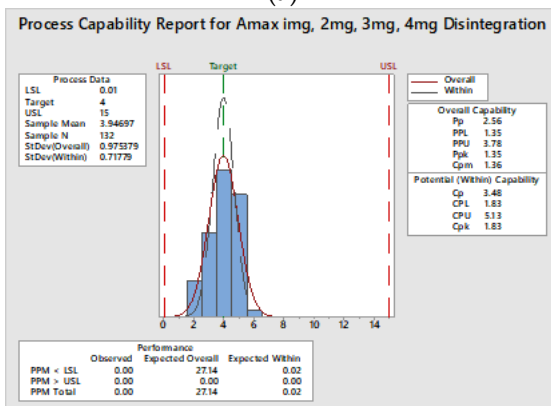 Process Capability Report for Amax img, 2mg, 3mg, 4mg Disintegration
LSL Target USL
Process Data
LSL 0.01
Target 4
USL 15
Sample Mean 3.94697
Sample N 132
StDev(Overall) 0.975379
StDev(Within) 0.71779
Overall
Within
Overall Capability
Pp 2.56
PPL 1.35
PPU 3.78
Ppk 1.35
Cpm 1.36
Potential (Within) Capability
Cp 3.48
CPL 1.83
CPU 5.13
Cpk 1.83
0 2 4 6 8 10 12 14
Performance
Observed Expected Overall Expected Within
PPM < LSL 0.00 27.14 0.02
PPM > USL 0.00 0.00 0.00
PPM Total 0.00 27.14 0.02